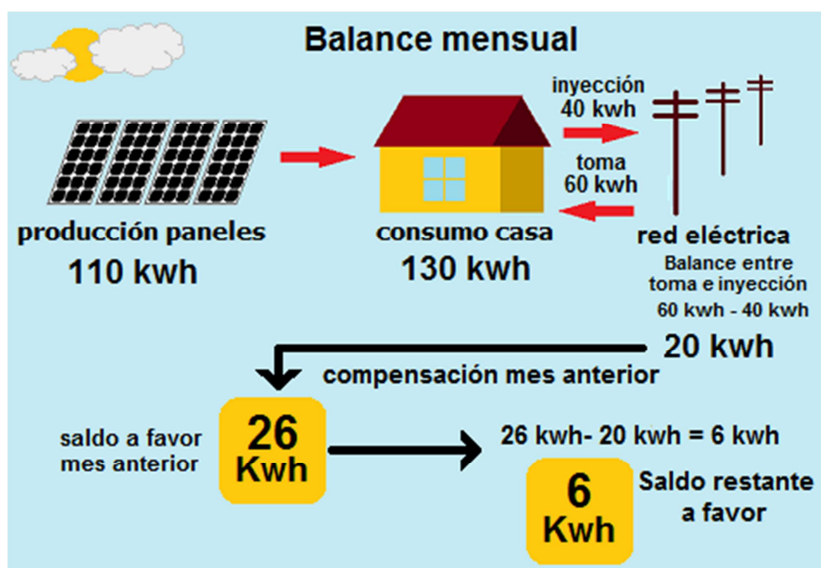 Balance mensual
inyección
40 kwh
toma
60 kwh
producción paneles
110 kwh
consumo casa
130 kwh
red eléctrica
Balance entre
toma e inyección
60 kwh - 40 kwh
20 kwh
compensación mes anterior
saldo a favor
mes anterior
26
Kwh
26 kwh- 20 kwh = 6 kwh
6
Kwh
Saldo restante
a favor